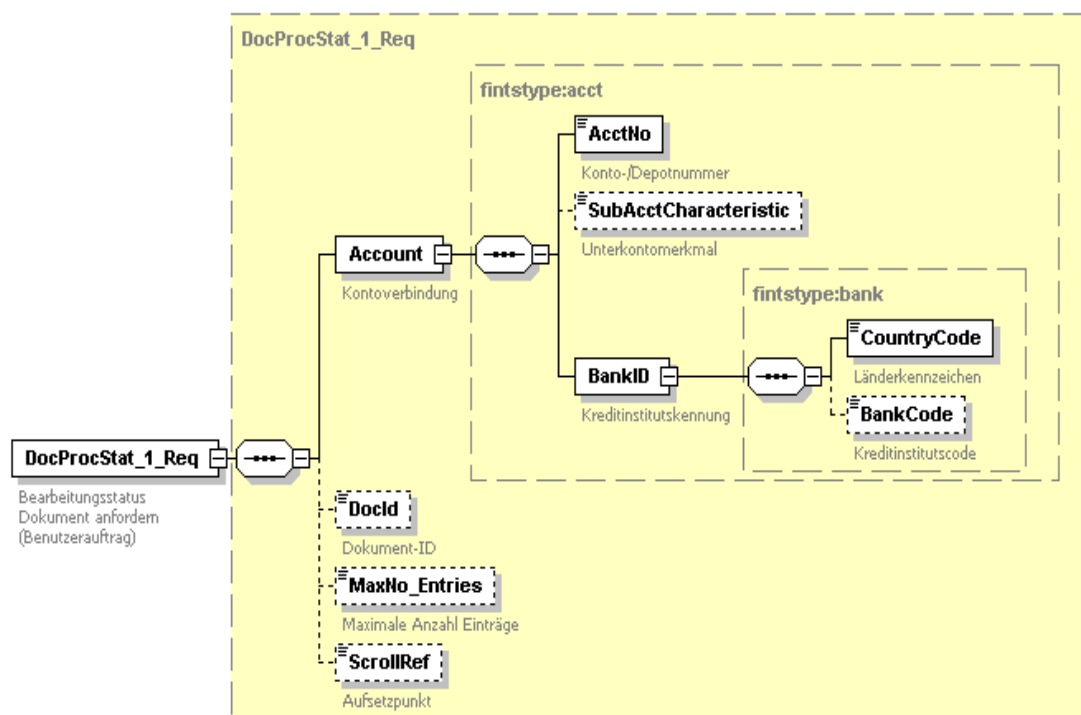 DocProcStat_1_Req
fintstype:acct
AcctNo
Konto-/Depotnummer
SubAcctCharacteristic
Unterkontomerkmal
Account
Kontoverbindung
fintstype:bank
CountryCode
Länderkennzeichen
BankID
Kreditinstitutskennung
BankCode
Kreditinstitutscode
DocProcStat_1_Req
Bearbeitungsstatus
Dokument anfordern
(Benutzerauftrag)
DocId
Dokument-ID
MaxNo_Entries
Maximale Anzahl Einträge
ScrollRef
Aufsetzpunkt